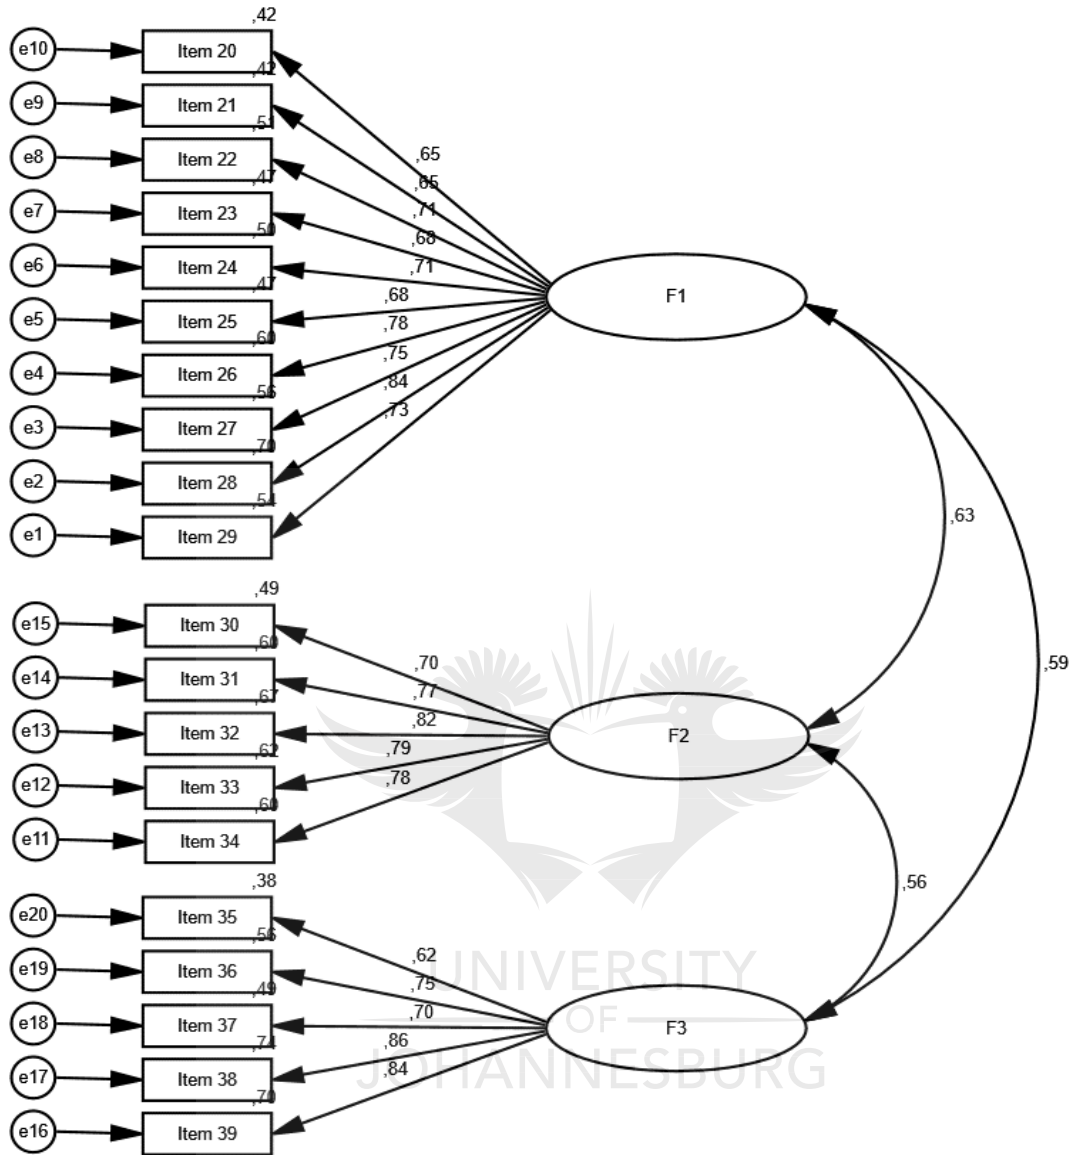 ,42
e10 Item 20
,42
e9 Item 21
,51
e8 Item 22
,65
,47
,65
e7 Item 23
,71
,50
,68
e6 Item 24
,71
,47
e5 Item 25
,68
,60
,78
e4 Item 26
,75
,56
,84
e3 Item 27
,73
,70
e2 Item 28
,54
e1 Item 29
F1
,63
,49
e15 Item 30
,60
,70
e14 Item 31
,77
,67
,82
e13 Item 32
,62
,79
e12 Item 33
,78
,60
e11 Item 34
F2
,59
,56
,38
e20 Item 35
,56
,62
e19 Item 36
,75
,49
,70
e18 Item 37
,74
,86
e17 Item 38
,84
,70
e16 Item 39
F3
UNIVERSITY
OF
JOHANNESBURG